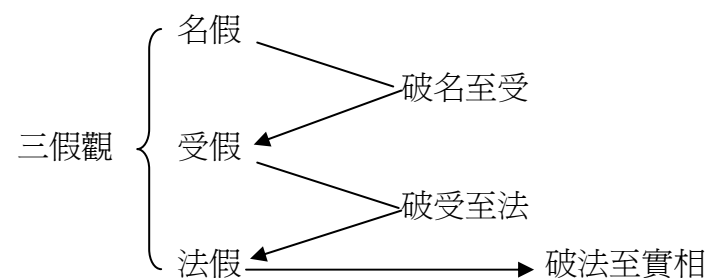 名假
破名至受
三假觀
受假
破受至法
法假
破法至實相